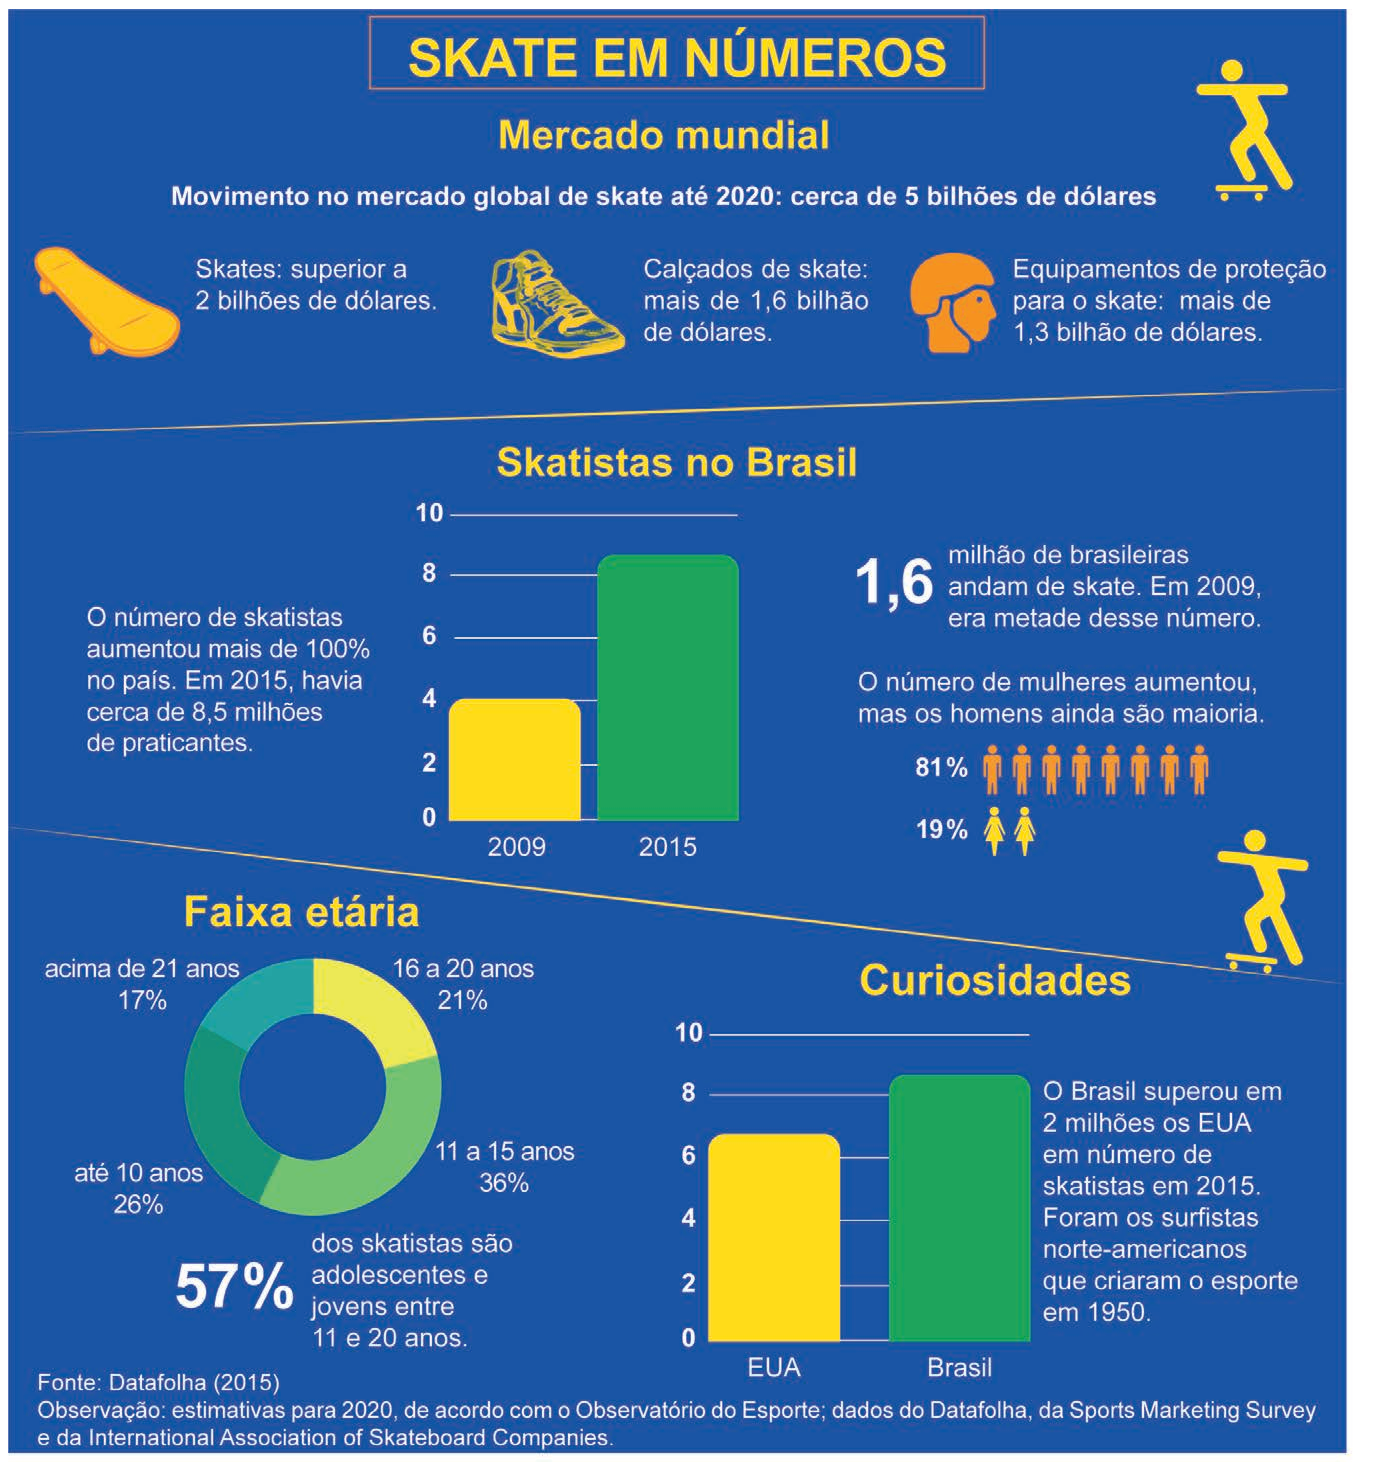 SKATE EM NÚMEROS
Mercado mundial
Movimento no mercado global de skate até 2020: cerca de 5 bilhões de dólares
Skates: superior a
2 bilhões de dólares.
Calçados de skate:
mais de 1,6 bilhão
de dólares.
Equipamentos de proteção
para o skate: mais de
1,3 bilhão de dólares.
Skatistas no Brasil
O número de skatistas
aumentou mais de 100%
no país. Em 2015, havia
cerca de 8,5 milhões
de praticantes.
10
8
6
4
2
0
2009
2015
1,6
milhão de brasileiras
andam de skate. Em 2009,
era metade desse número.
O número de mulheres aumentou,
mas os homens ainda são maioria.
81%
19%
Faixa etária
acima de 21 anos
17%
16 a 20 anos
21%
11 a 15 anos
36%
até 10 anos
26%
57%
dos skatistas são
adolescentes e
jovens entre
11 e 20 anos.
Curiosidades
10
8
6
4
2
0
EUA
Brasil
O Brasil superou em
2 milhões os EUA
em número de
skatistas em 2015.
Foram os surfistas
norte-americanos
que criaram o esporte
em 1950.
Fonte: Datafolha (2015)
Observação: estimativas para 2020, de acordo com o Observatório do Esporte; dados do Datafolha, da Sports Marketing Survey
e da International Association of Skateboard Companies.